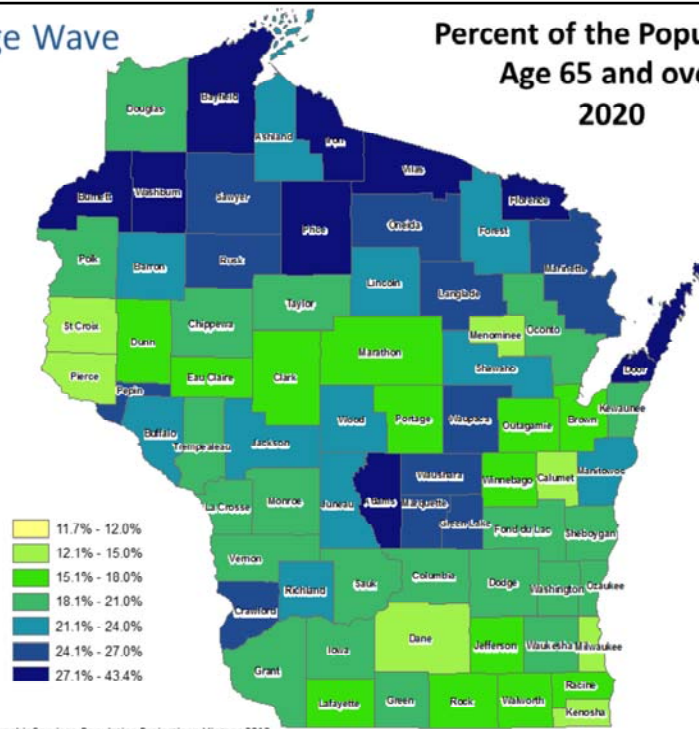 ge Wave
Percent of the Popu
Age 65 and ove
2020
Douglas
Bayfield
Ashland
Iron
Vilas
Florence
Burnett
Washburn
Sawyer
Price
Oneida
Forest
Marinette
Polk
Barron
Rusk
Lincoln
Langlade
Taylor
St Croix
Dunn
Chippewa
Marathon
Menominee
Oconto
Door
Pierce
Eau Claire
Clark
Shawano
Pepin
Buffalo
Trempealeau
Jackson
Wood
Portage
Waupaca
Outagamie
Brown
Kewaunee
La Crosse
Monroe
Juneau
Adams
Waushara
Marquette
Green Lake
Winnebago
Calumet
Manitowoc
Fond du Lac
Sheboygan
11.7% - 12.0%
12.1% - 15.0%
15.1% - 18.0%
18.1% - 21.0%
21.1% - 24.0%
24.1% - 27.0%
27.1% - 43.4%
Vernon
Crawford
Richland
Sauk
Columbia
Dodge
Washington
Ozaukee
Grant
Iowa
Dane
Jefferson
Waukesha
Milwaukee
Lafayette
Green
Rock
Walworth
Racine
Kenosha